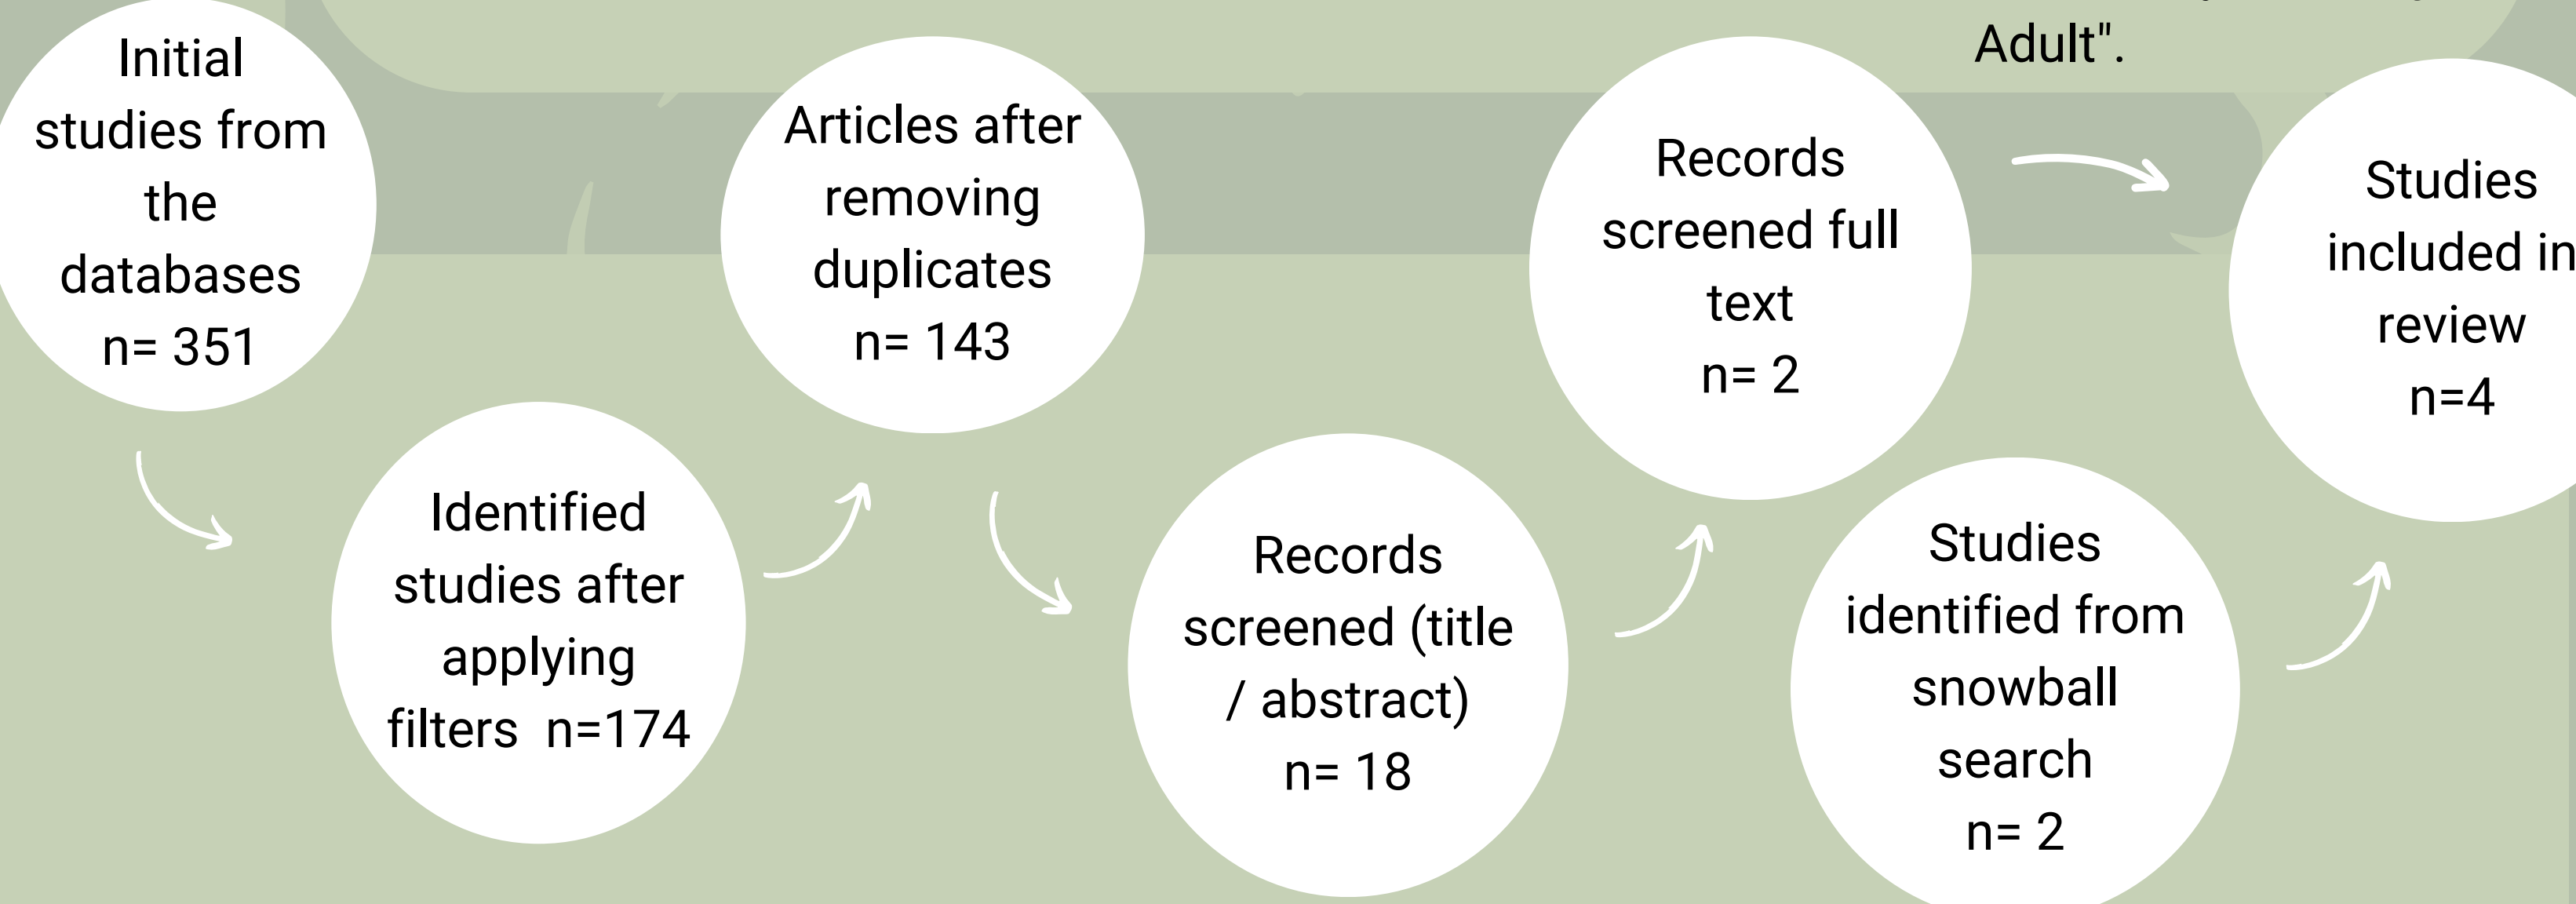 Adult".
Initial
studies from
the
databases
n= 351
Identified
studies after
applying
filters  n=174
Articles after
removing
duplicates
n= 143
Records
screened (title
/ abstract)
n= 18
Records
screened full
text
n= 2
Studies
identified from
snowball
search
n= 2
Studies
included in
review
n=4